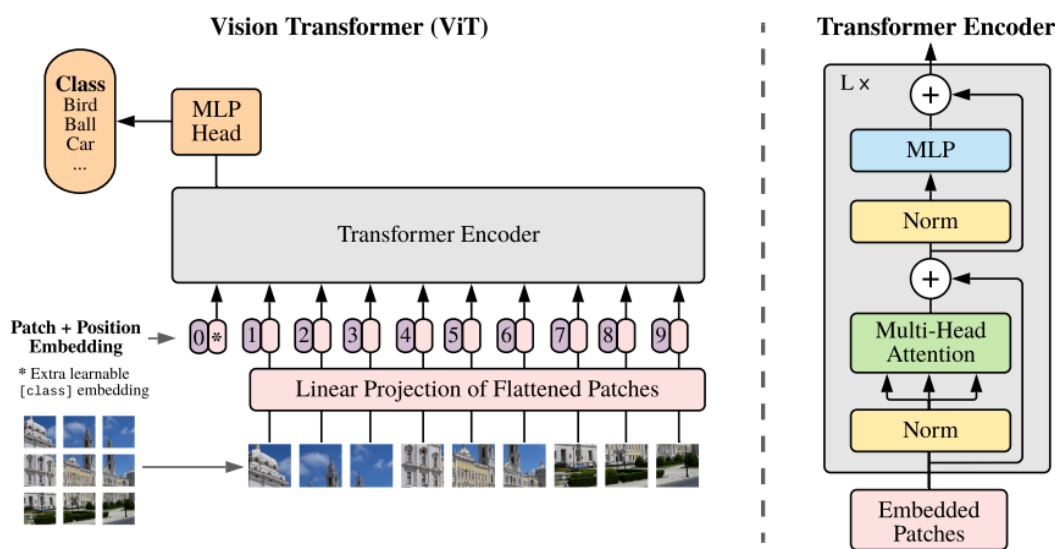 Vision Transformer (ViT)
Class
Bird
Ball
Car
...
MLP
Head
Transformer Encoder
0 * 1 2 3 4 5 6 7 8 9
Patch + Position
Embedding
* Extra learnable
[class] embedding
Linear Projection of Flattened Patches
Transformer Encoder
L ×
+
MLP
Norm
+
Multi-Head
Attention
Norm
Embedded
Patches